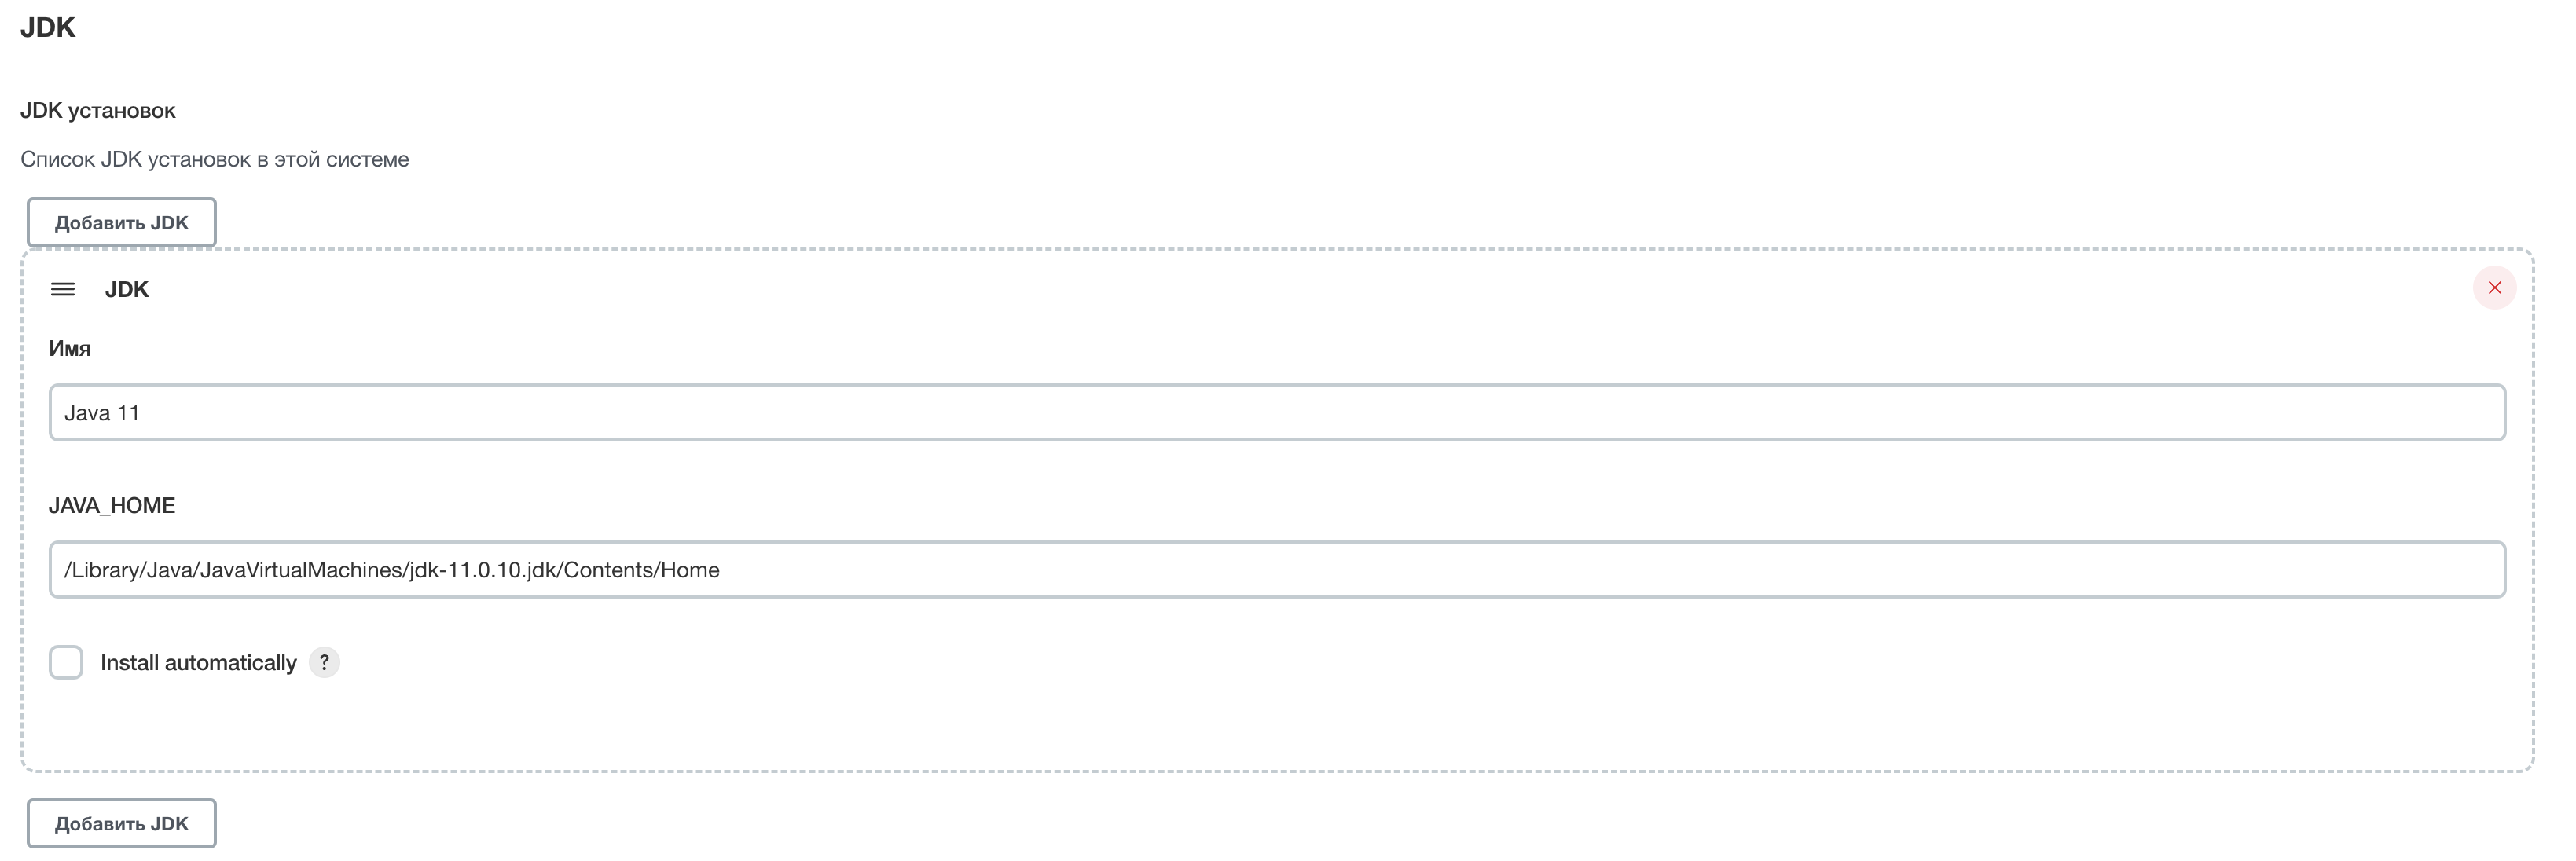 JDK
JDK установок
Список JDK установок в этой системе
Добавить JDK
JDK
Имя
Java 11
JAVA_HOME
/Library/Java/JavaVirtualMachines/jdk-11.0.10.jdk/Contents/Home
Install automatically ?
Добавить JDK